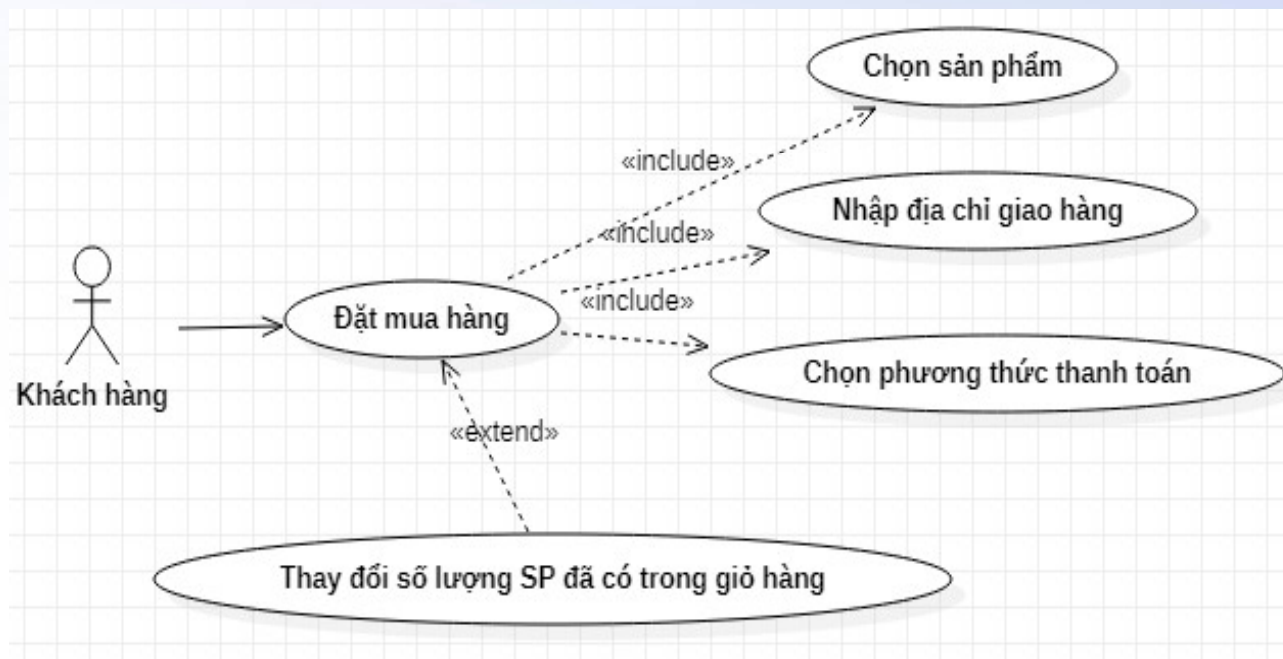 Chọn sản phẩm
«include»
Nhập địa chỉ giao hàng
«include»
«include»
Đặt mua hàng
Chọn phương thức thanh toán
Khách hàng
«extend»
Thay đổi số lượng SP đã có trong giỏ hàng